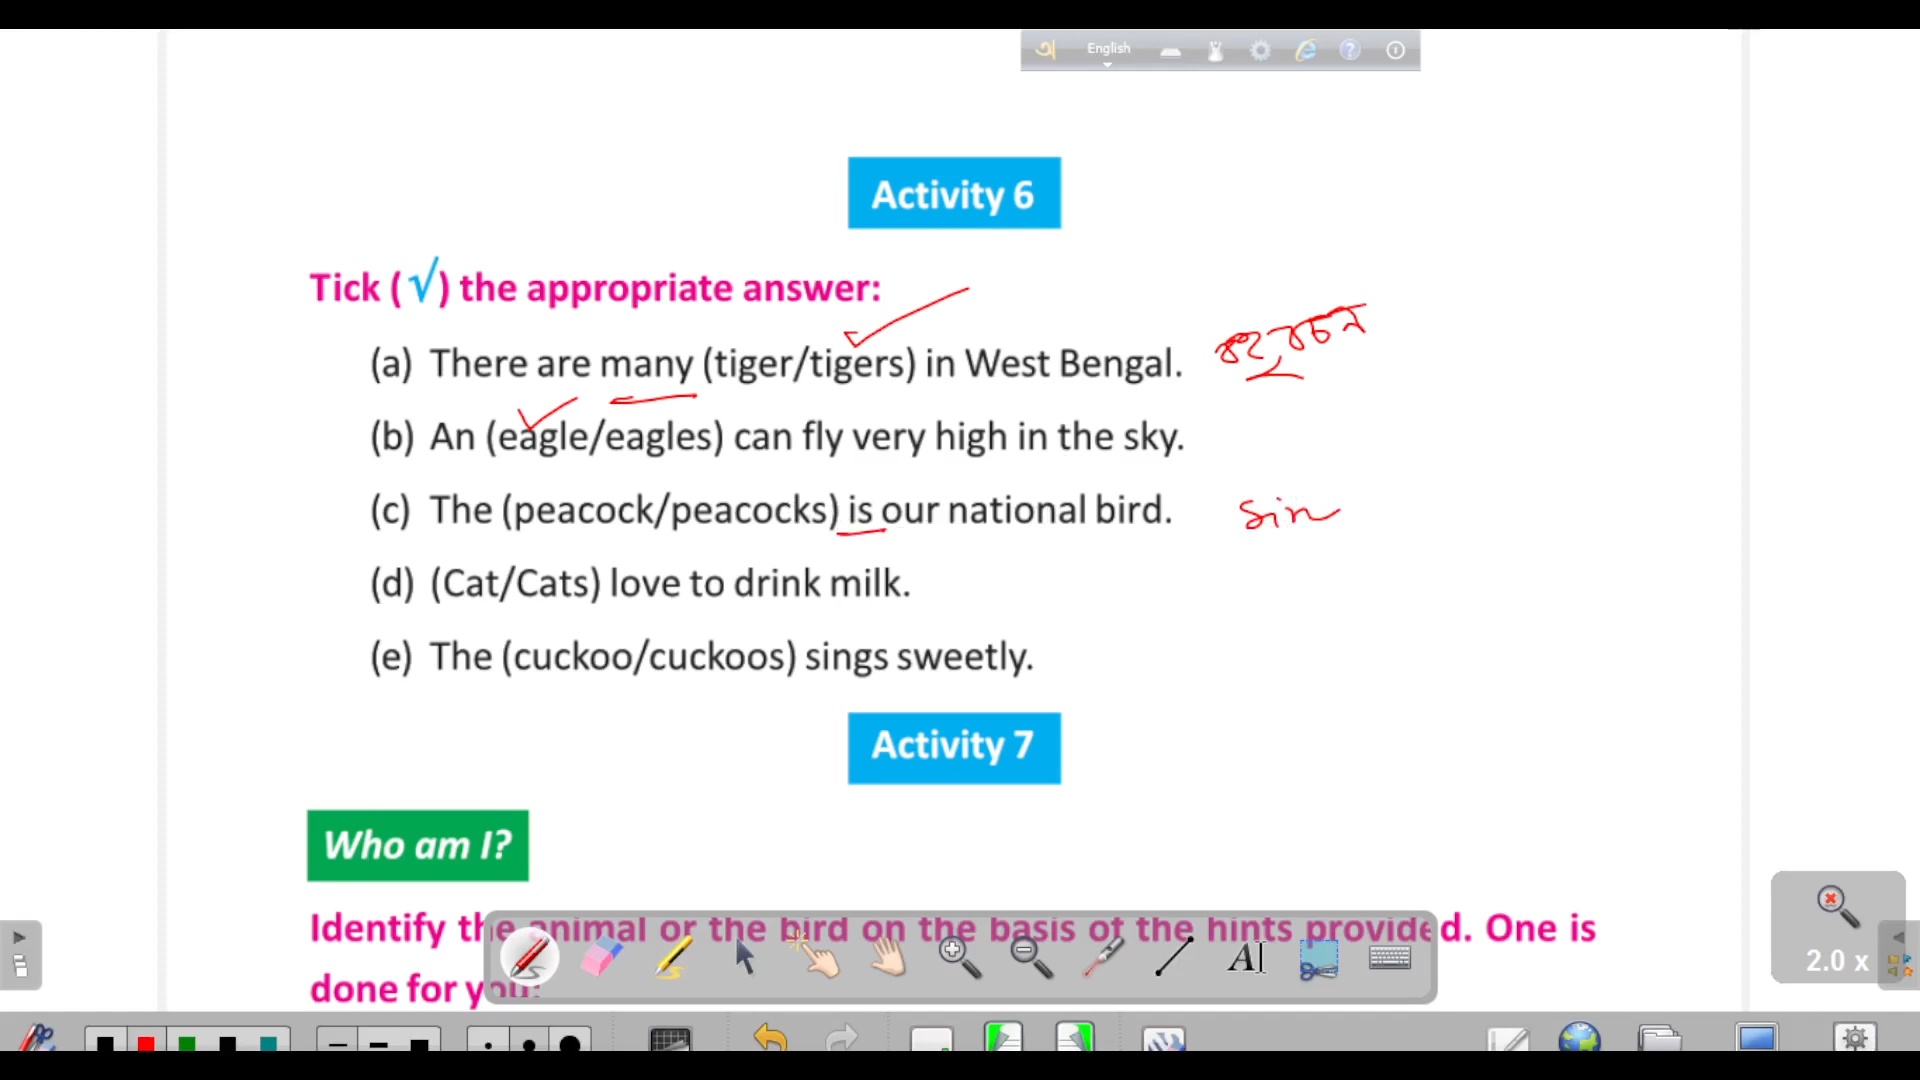 English
Activity 6
Tick (√) the appropriate answer:
(a) There are many (tiger/tigers) in West Bengal.
(b) An (eagle/eagles) can fly very high in the sky.
(c) The (peacock/peacocks) is our national bird. Sin
(d) (Cat/Cats) love to drink milk.
(e) The (cuckoo/cuckoos) sings sweetly.
Activity 7
Who am I?
Identify the animal or the bird on the basis of the hints provided. One is
done for you:
2.0 x